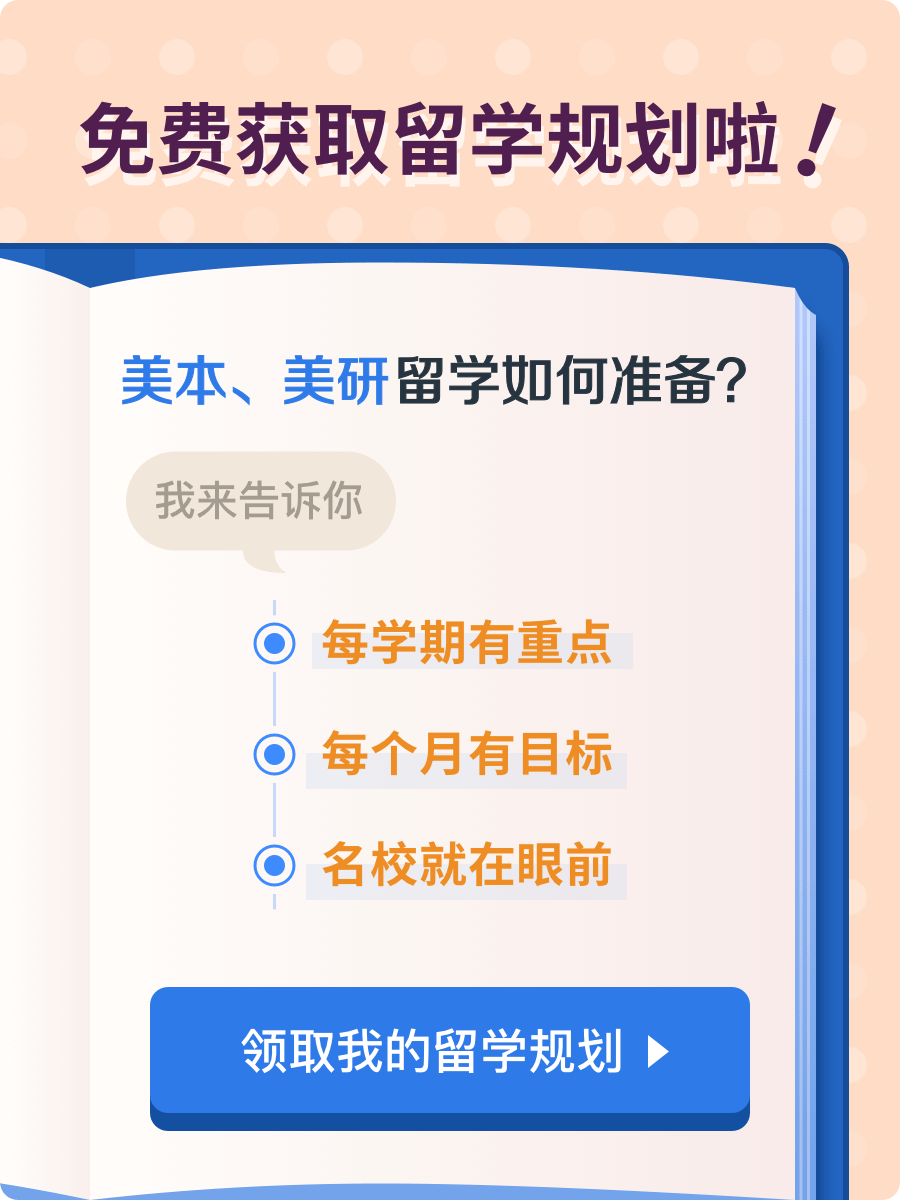 免费获取留学规划啦！
美本、美研留学如何准备？
我来告诉你
每学期有重点
每个月有目标
名校就在眼前
领取我的留学规划